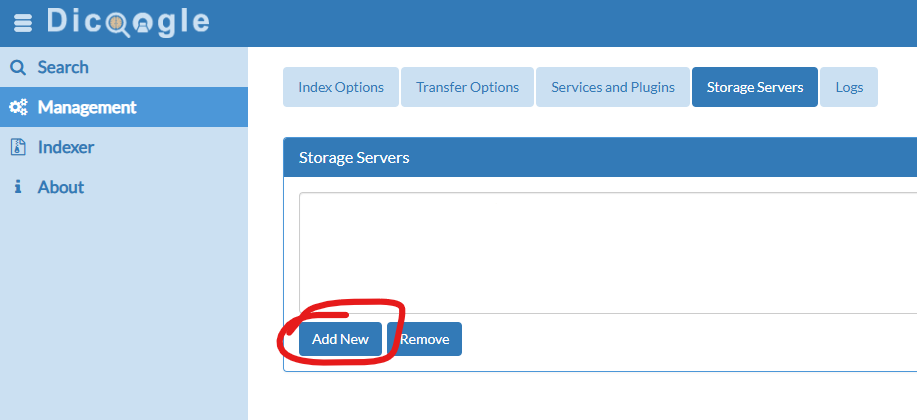 Dicoogle
Search
Management
Indexer
About
Index Options
Transfer Options
Services and Plugins
Storage Servers
Logs
Storage Servers
Add New
Remove